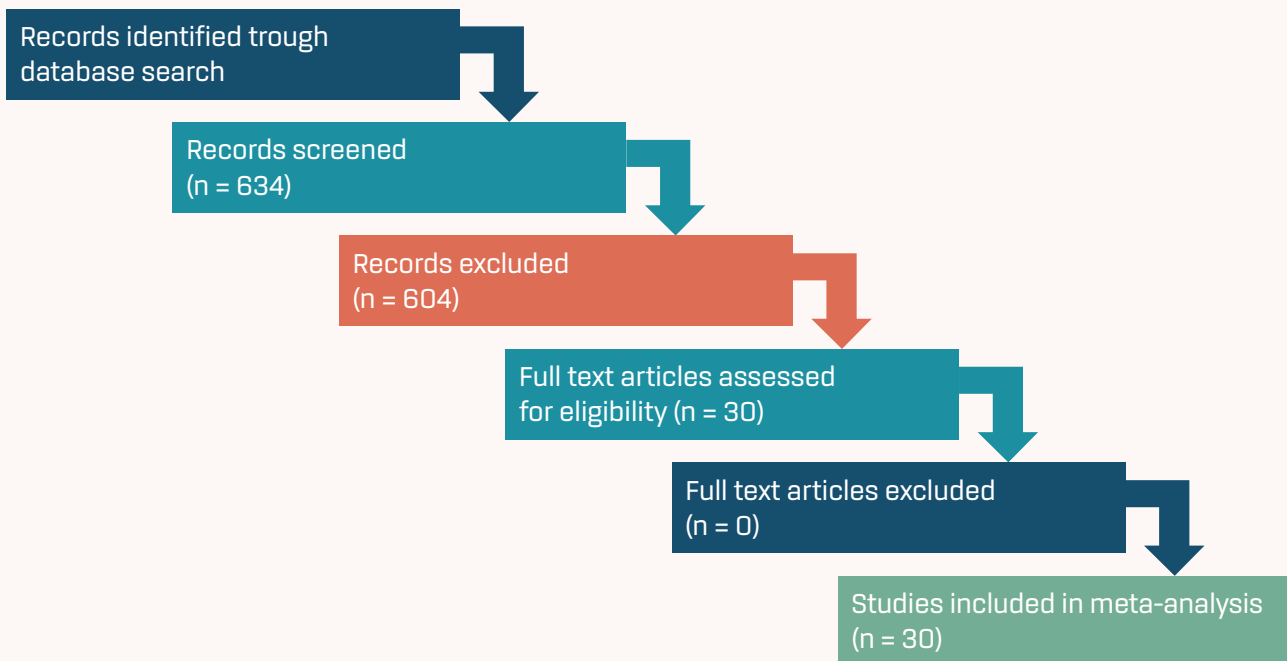 Records identified trough
database search
Records screened
(n = 634)
Records excluded
(n = 604)
Full text articles assessed
for eligibility (n = 30)
Full text articles excluded
(n = 0)
Studies included in meta-analysis
(n = 30)